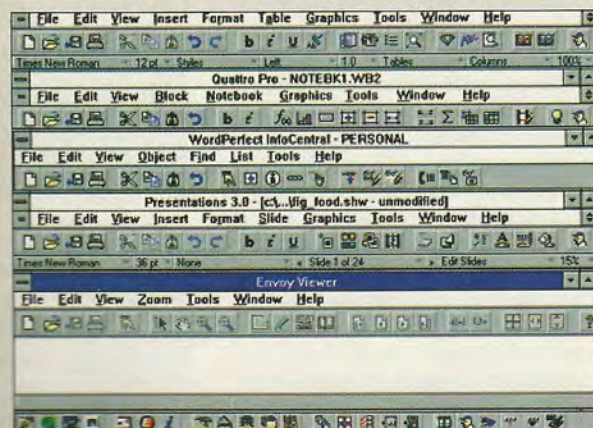 File Edit View Insert Format Table Graphics Tools Window Help
b i u
Times New Roman 12 pt Styles Left 1.0 Tables Columns 100%
Quattro Pro - NOTEBK1.WB2
File Edit View Block Notebook Graphics Tools Window Help
b i
WordPerfect InfoCentral - PERSONAL
File Edit View Object Find List Tools Help
Presentations 3.0 - [c:\...\fig_food.shw - unmodified]
File Edit View Insert Format Slide Graphics Tools Window Help
b i u
Times New Roman 36 pt None Slide 1 of 24 Edit Slides 15%
Envoy Viewer
File Edit View Zoom Tools Window Help